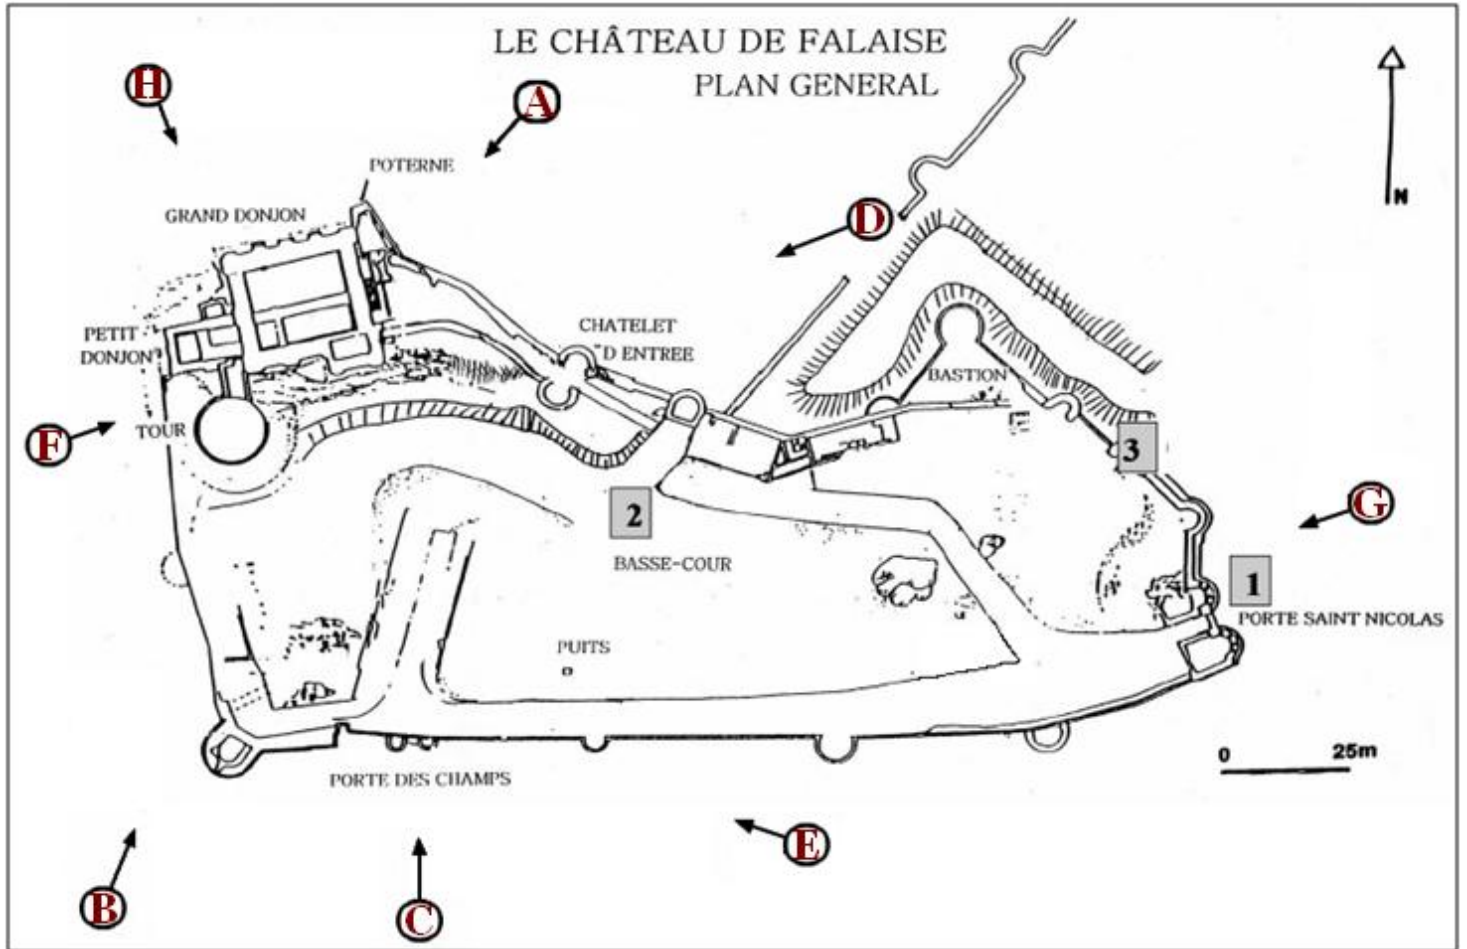 LE CHÂTEAU DE FALAISE
PLAN GENERAL
H
A
POTERNE
N
GRAND DONJON
D
PETIT
DONJON
CHATELET
D ENTREE
BASTION
F
TOUR
3
G
2
BASSE-COUR
1
PORTE SAINT NICOLAS
PUITS
0 25m
PORTE DES CHAMPS
E
B
C